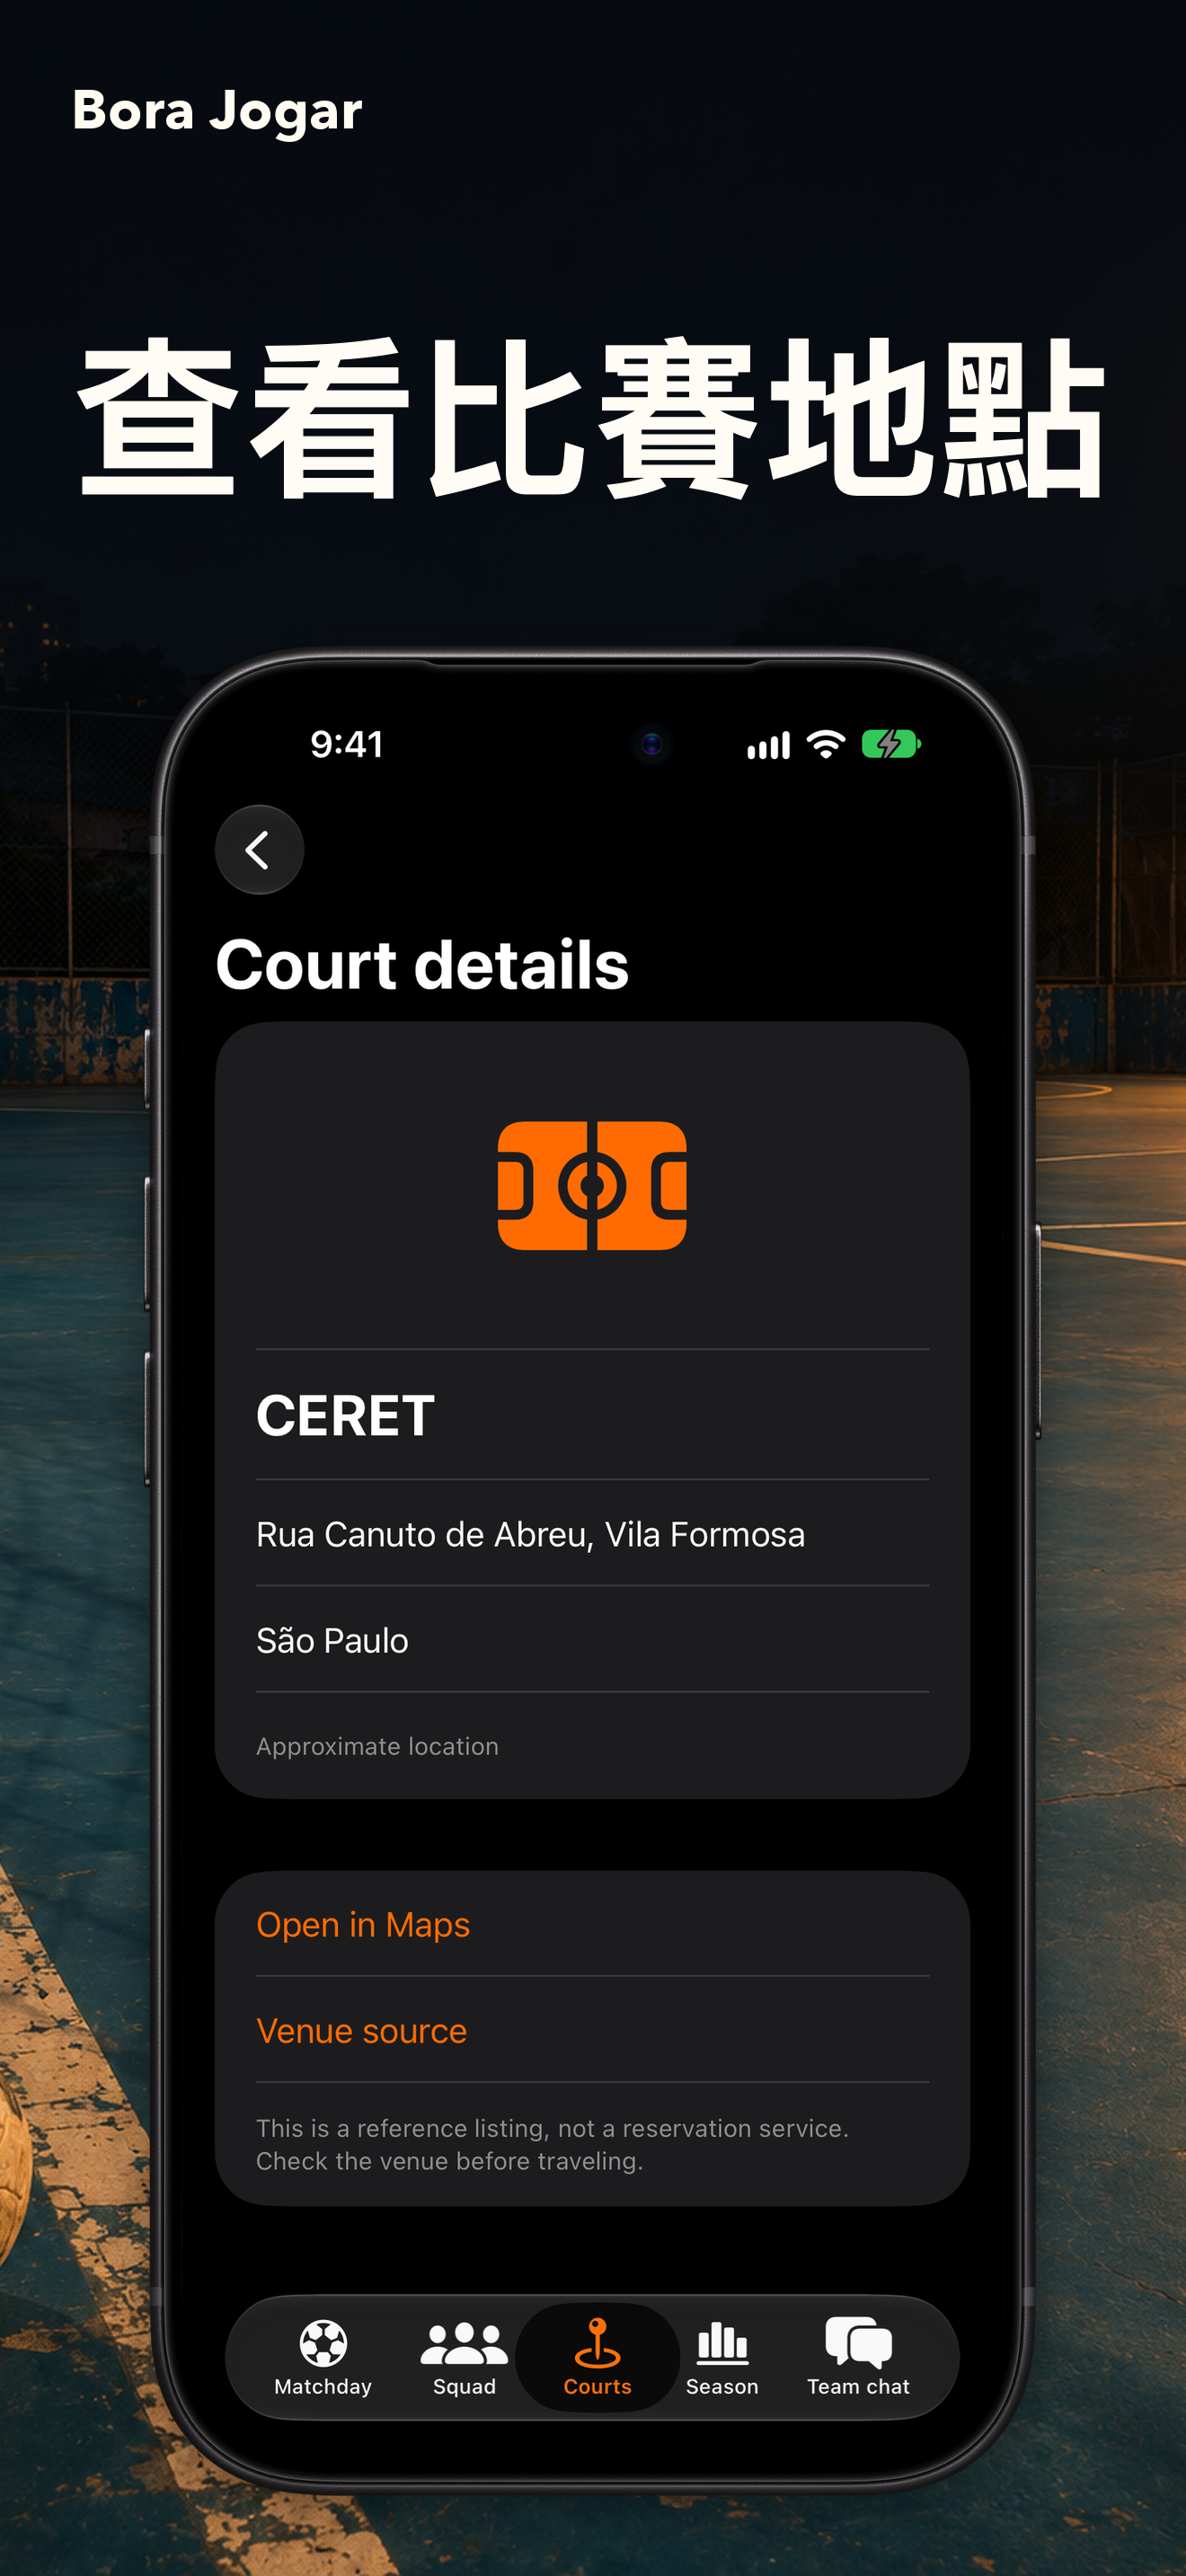 Bora Jogar
查看比賽地點
9:41
Court details
CERET
Rua Canuto de Abreu, Vila Formosa
São Paulo
Approximate location
Open in Maps
Venue source
This is a reference listing, not a reservation service.
Check the venue before traveling.
Matchday
Squad
Courts
Season
Team chat